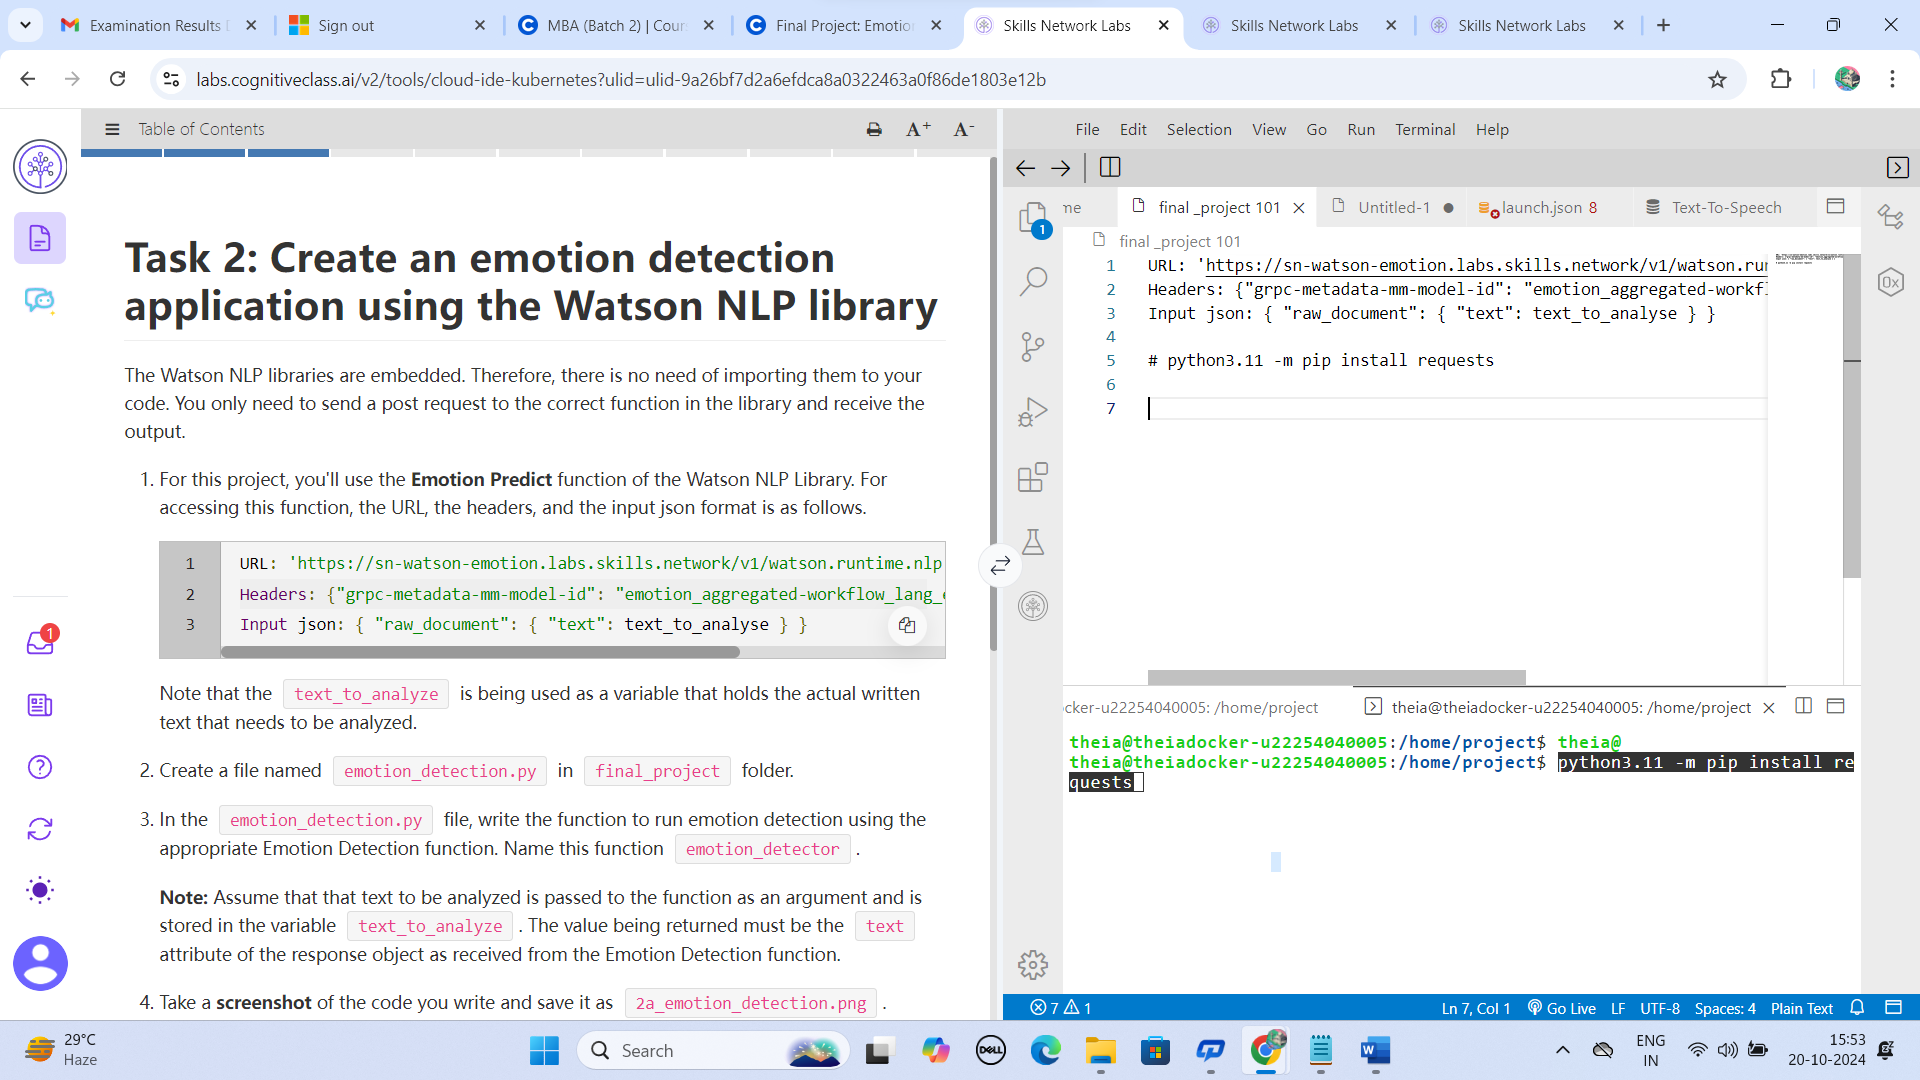 Examination Results D
Sign out
MBA (Batch 2) | Cour
Final Project: Emotion
Skills Network Labs
Skills Network Labs
Skills Network Labs
labs.cognitiveclass.ai/v2/tools/cloud-ide-kubernetes?ulid=ulid-9a26bf7d2a6efdca8a0322463a0f86de1803e12b
Table of Contents
A+ A-
File Edit Selection View Go Run Terminal Help
me
final _project 101
Untitled-1
launch.json 8
Text-To-Speech
1
final _project 101
1 URL: 'https://sn-watson-emotion.labs.skills.network/v1/watson.run
2 Headers: {"grpc-metadata-mm-model-id": "emotion_aggregated-workfl
3 Input json: { "raw_document": { "text": text_to_analyse } }
4
5 # python3.11 -m pip install requests
6
7
Task 2: Create an emotion detection
application using the Watson NLP library
The Watson NLP libraries are embedded. Therefore, there is no need of importing them to your
code. You only need to send a post request to the correct function in the library and receive the
output.
1. For this project, you'll use the Emotion Predict function of the Watson NLP Library. For
accessing this function, the URL, the headers, and the input json format is as follows.
1 URL: 'https://sn-watson-emotion.labs.skills.network/v1/watson.runtime.nlp
2 Headers: {"grpc-metadata-mm-model-id": "emotion_aggregated-workflow_lang_e
3 Input json: { "raw_document": { "text": text_to_analyse } }
Note that the text_to_analyze is being used as a variable that holds the actual written
text that needs to be analyzed.
2. Create a file named emotion_detection.py in final_project folder.
3. In the emotion_detection.py file, write the function to run emotion detection using the
appropriate Emotion Detection function. Name this function emotion_detector .
Note: Assume that that text to be analyzed is passed to the function as an argument and is
stored in the variable text_to_analyze . The value being returned must be the text
attribute of the response object as received from the Emotion Detection function.
4. Take a screenshot of the code you write and save it as 2a_emotion_detection.png .
1
0x
cker-u22254040005: /home/project
theia@theiadocker-u22254040005: /home/project
theia@theiadocker-u22254040005:/home/project$ theia@
theia@theiadocker-u22254040005:/home/project$ python3.11 -m pip install re
quests
7 1
Ln 7, Col 1
Go Live
LF
UTF-8
Spaces: 4
Plain Text
29°C
Haze
Search
DELL
W
ENG
IN
15:53
20-10-2024